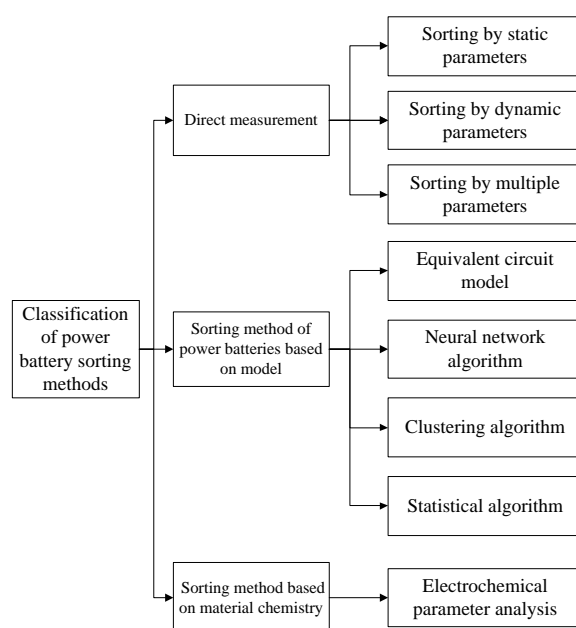 Sorting by static
parameters
Direct measurement
Sorting by dynamic
parameters
Sorting by multiple
parameters
Equivalent circuit
model
Classification
of power
battery sorting
methods
Sorting method of
power batteries based
on model
Neural network
algorithm
Clustering algorithm
Statistical algorithm
Sorting method based
on material chemistry
Electrochemical
parameter analysis